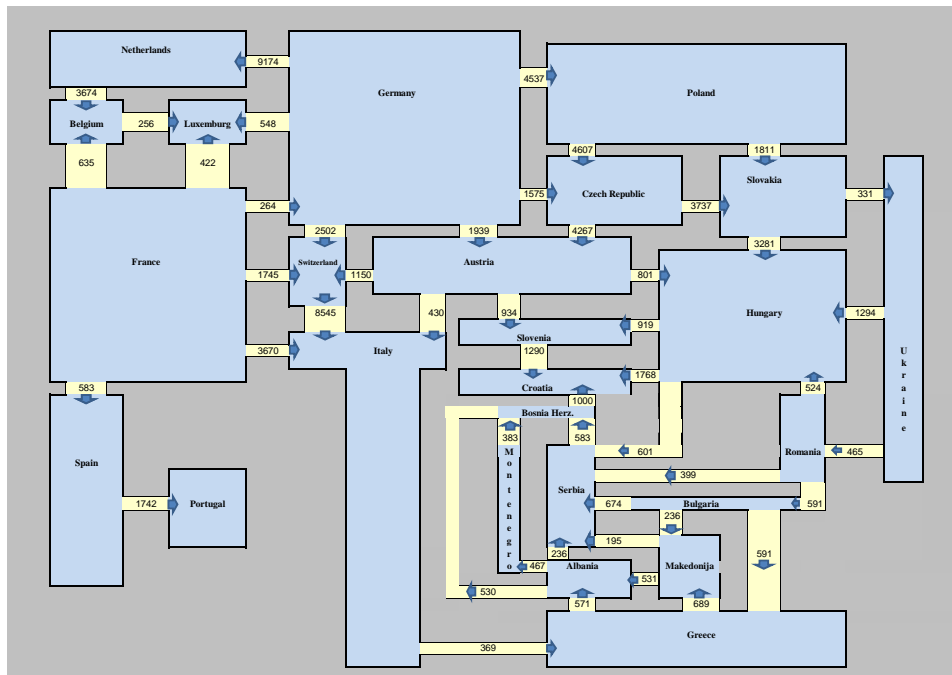 Netherlands
9174
Germany
4537
Poland
3674
Belgium
256
Luxemburg
548
635
422
4607
1811
Czech Republic
1575
3737
Slovakia
331
264
2502
1939
4267
3281
France
Switzerland
Austria
1745
1150
801
8545
430
934
919
Hungary
1294
Slovenia
Italy
3670
1290
Ukraine
583
Croatia
1768
524
1000
Bosnia Herz.
383
583
Montenegro
601
Romania
465
Spain
399
Serbia
1742
Portugal
674
Bulgaria
591
236
195
236
591
467
Albania
Makedonija
531
530
571
689
Greece
369